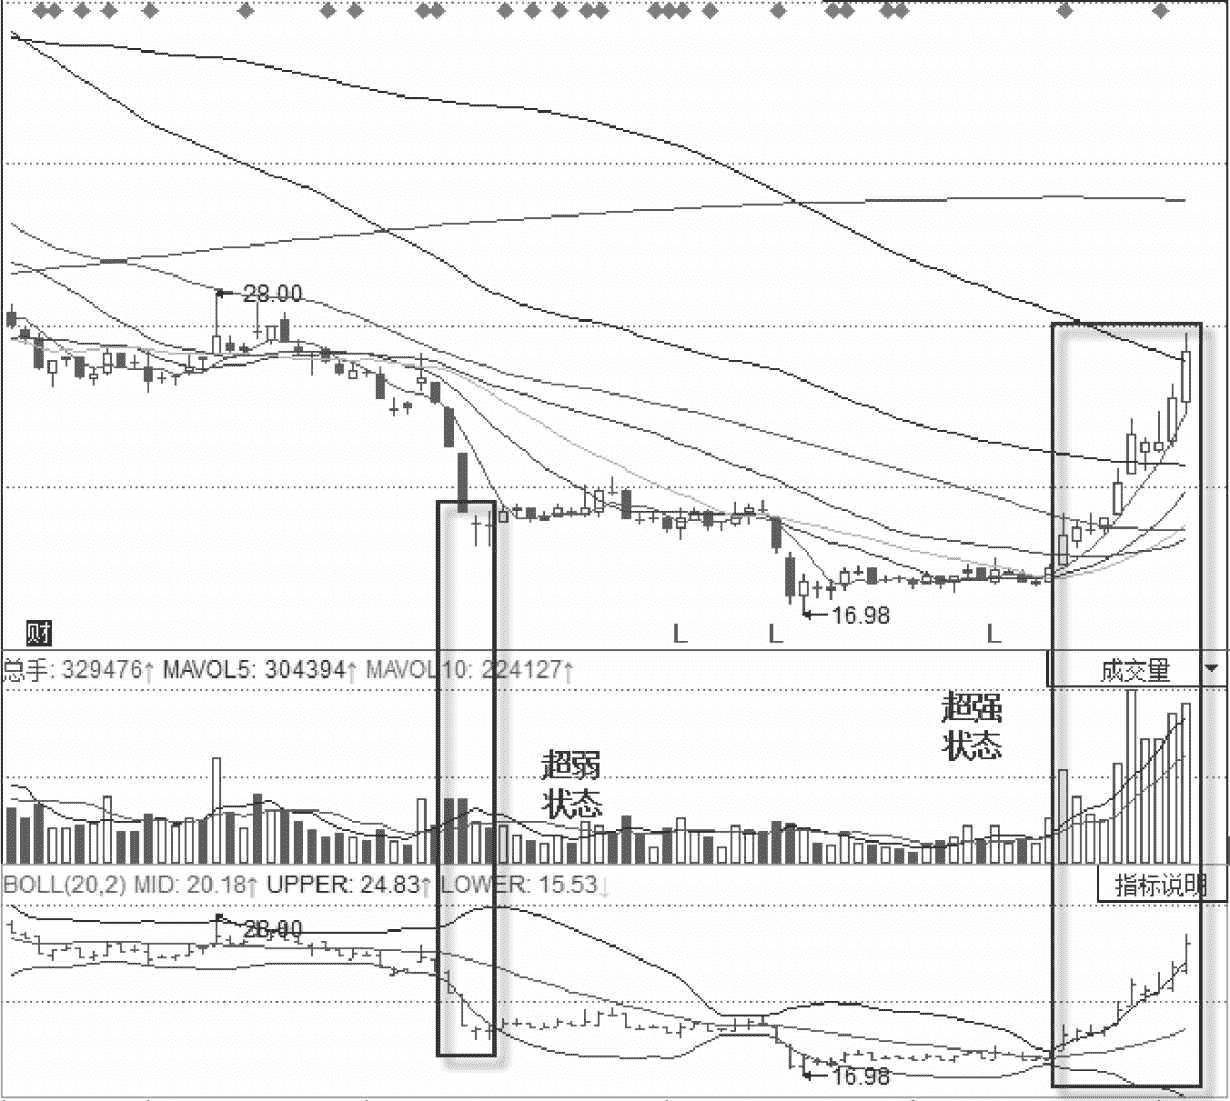 28.00
16.98
财
L L L
总手: 329476↑ MAVOL5: 304394↑ MAVOL10: 224127↑ 成交量
超强
状态
超弱
状态
BOLL(20,2) MID: 20.18↑ UPPER: 24.83↑ LOWER: 15.53↓ 指标说明
28.00
16.98